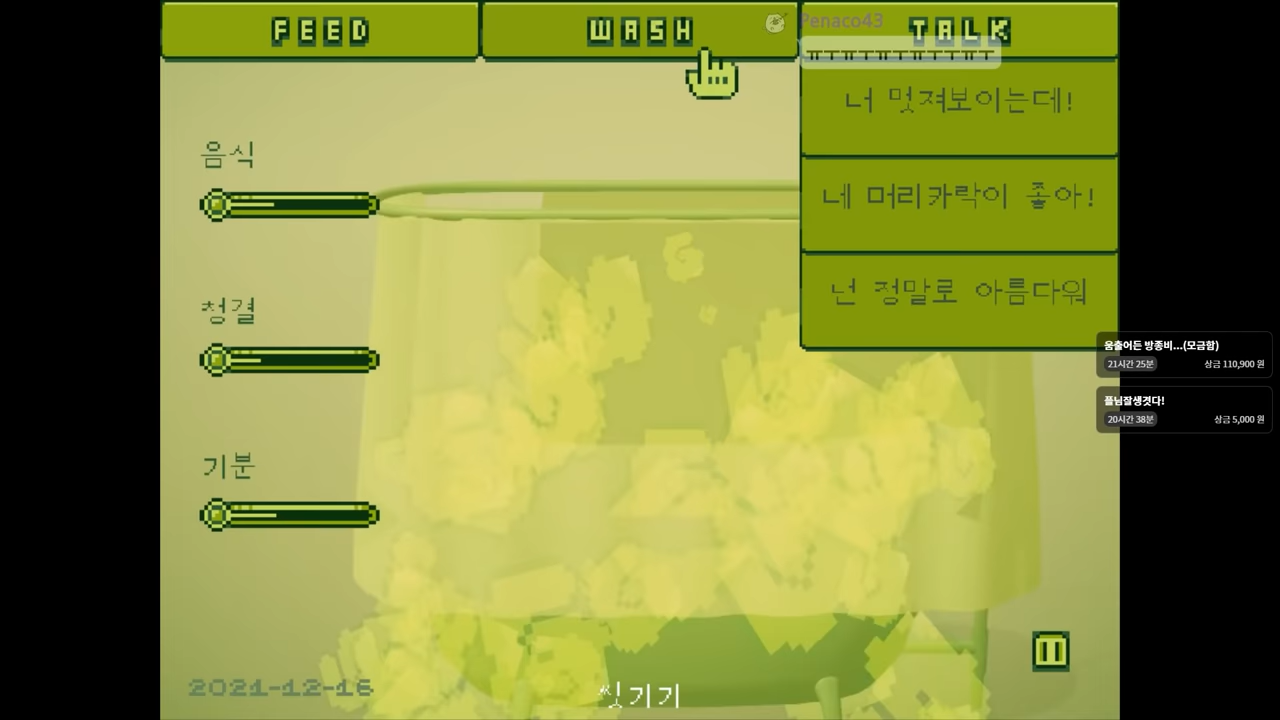 FEED
WASH
TALK
Penaco43
ㅠㅜㅠㅜㅠㅜㅠㅜㅜㅠㅜ
너 멋져보이는데!
네 머리카락이 좋아!
넌 정말로 아름다워
음식
청결
기분
움츌어든 방종비...(모금함)
21시간 25분
상금 110,900 원
플님잘생겻다!
20시간 38분
상금 5,000 원
2021-12-16
씻기기